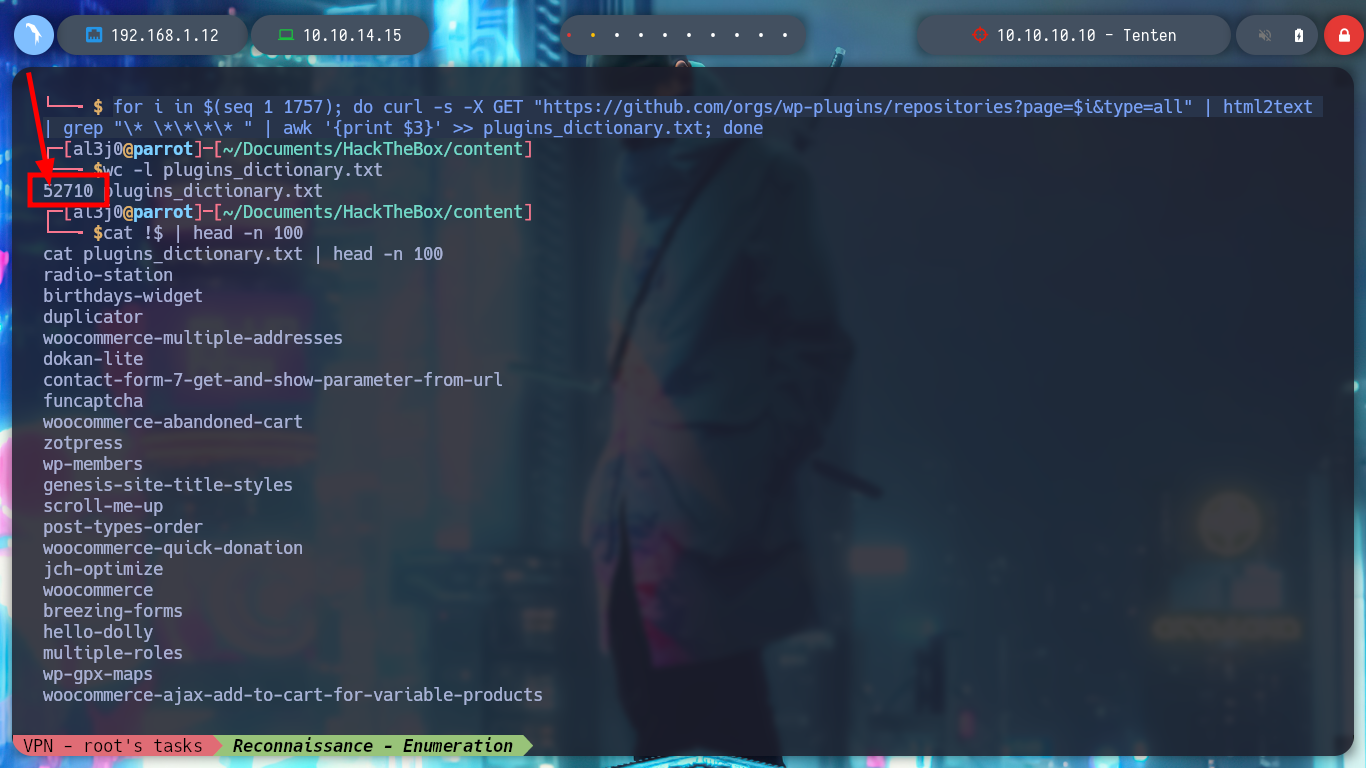 192.168.1.12
10.10.14.15
10.10.10.10 - Tenten
$ for i in $(seq 1 1757); do curl -s -X GET "https://github.com/orgs/wp-plugins/repositories?page=$i&type=all" | html2text
| grep "\* \*\*\*\* " | awk '{print $3}' >> plugins_dictionary.txt; done
[al3j0@parrot]─[~/Documents/HackTheBox/content]
$wc -l plugins_dictionary.txt
52710 plugins_dictionary.txt
[al3j0@parrot]─[~/Documents/HackTheBox/content]
$cat !$ | head -n 100
cat plugins_dictionary.txt | head -n 100
radio-station
birthdays-widget
duplicator
woocommerce-multiple-addresses
dokan-lite
contact-form-7-get-and-show-parameter-from-url
funcaptcha
woocommerce-abandoned-cart
zotpress
wp-members
genesis-site-title-styles
scroll-me-up
post-types-order
woocommerce-quick-donation
jch-optimize
woocommerce
breezing-forms
hello-dolly
multiple-roles
wp-gpx-maps
woocommerce-ajax-add-to-cart-for-variable-products
VPN - root's tasks
Reconnaissance - Enumeration